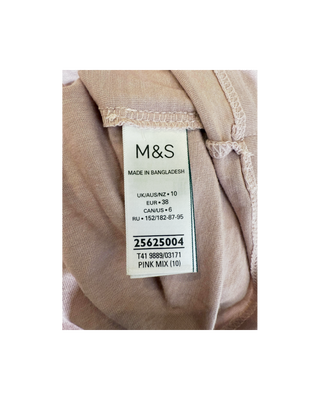 M&S
MADE IN BANGLADESH
UK/AUS/NZ • 10
EUR • 38
CAN/US • 6
RU • 152/182-87-95
25625004
T41 9889/03171
PINK MIX (10)